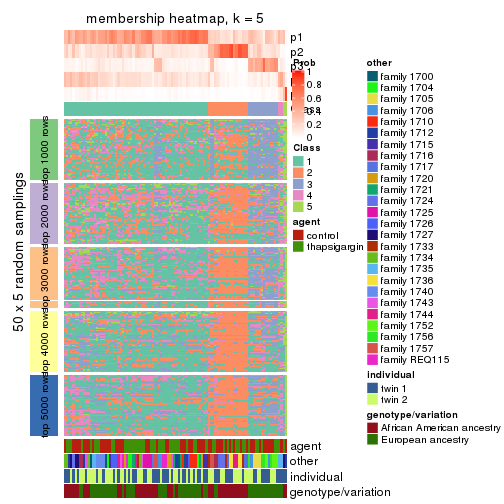 membership heatmap, k = 5
p1
p2
Prob
1
0.8
0.6
0.4
0.2
0
Class
1
2
3
4
5
agent
control
thapsigargin
50 x 5 random samplings
top 1000 rows
top 2000 rows
top 3000 rows
top 4000 rows
top 5000 rows
agent
other
individual
genotype/variation
other
family 1700
family 1704
family 1705
family 1706
family 1710
family 1712
family 1715
family 1716
family 1717
family 1720
family 1721
family 1724
family 1725
family 1726
family 1727
family 1733
family 1734
family 1735
family 1736
family 1740
family 1743
family 1744
family 1752
family 1756
family 1757
family REQ115
individual
twin 1
twin 2
genotype/variation
African American ancestry
European ancestry